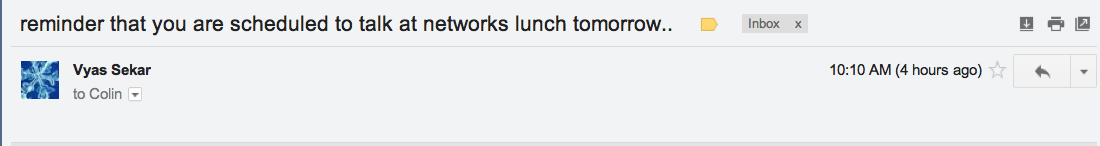 reminder that you are scheduled to talk at networks lunch tomorrow..
Inbox x
Vyas Sekar
10:10 AM (4 hours ago)
to Colin